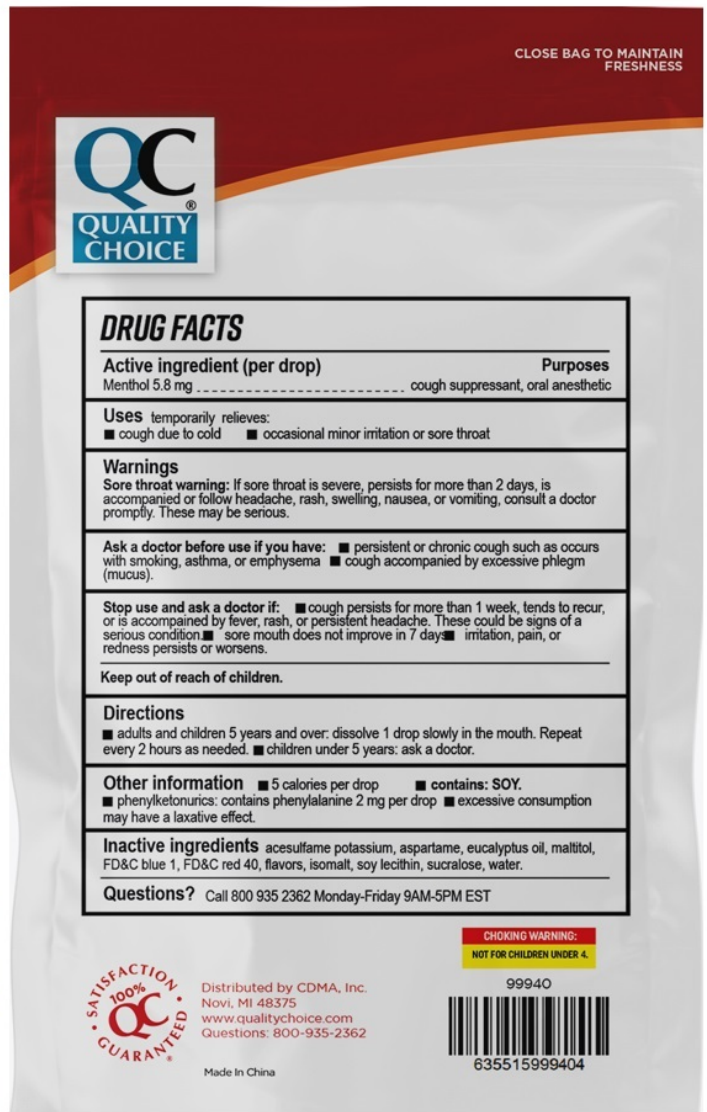 CLOSE BAG TO MAINTAIN
FRESHNESS
QC®
QUALITY
CHOICE
DRUG FACTS
Active ingredient (per drop) Purposes
Menthol 5.8 mg _ _ _ _ _ _ _ _ _ _ _ _ _ _ _ _ _ _ _ _ _ cough suppressant, oral anesthetic
Uses temporarily relieves:
■ cough due to cold ■ occasional minor irritation or sore throat
Warnings
Sore throat warning: If sore throat is severe, persists for more than 2 days, is
accompanied or follow headache, rash, swelling, nausea, or vomiting, consult a doctor
promptly. These may be serious.
Ask a doctor before use if you have: ■ persistent or chronic cough such as occurs
with smoking, asthma, or emphysema ■ cough accompanied by excessive phlegm
(mucus).
Stop use and ask a doctor if: ■ cough persists for more than 1 week, tends to recur,
or is accompained by fever, rash, or persistent headache. These could be signs of a
serious condition. ■ sore mouth does not improve in 7 days ■ irritation, pain, or
redness persists or worsens.
Keep out of reach of children.
Directions
■ adults and children 5 years and over: dissolve 1 drop slowly in the mouth. Repeat
every 2 hours as needed. ■ children under 5 years: ask a doctor.
Other information ■ 5 calories per drop ■ contains: SOY.
■ phenylketonurics: contains phenylalanine 2 mg per drop ■ excessive consumption
may have a laxative effect.
Inactive ingredients acesulfame potassium, aspartame, eucalyptus oil, maltitol,
FD&C blue 1, FD&C red 40, flavors, isomalt, soy lecithin, sucralose, water.
Questions? Call 800 935 2362 Monday-Friday 9AM-5PM EST
CHOKING WARNING:
NOT FOR CHILDREN UNDER 4.
SATISFACTION
100%
QC
GUARANTEED®
Distributed by CDMA, Inc.
Novi, MI 48375
www.qualitychoice.com
Questions: 800-935-2362
Made In China
99940
635515999404